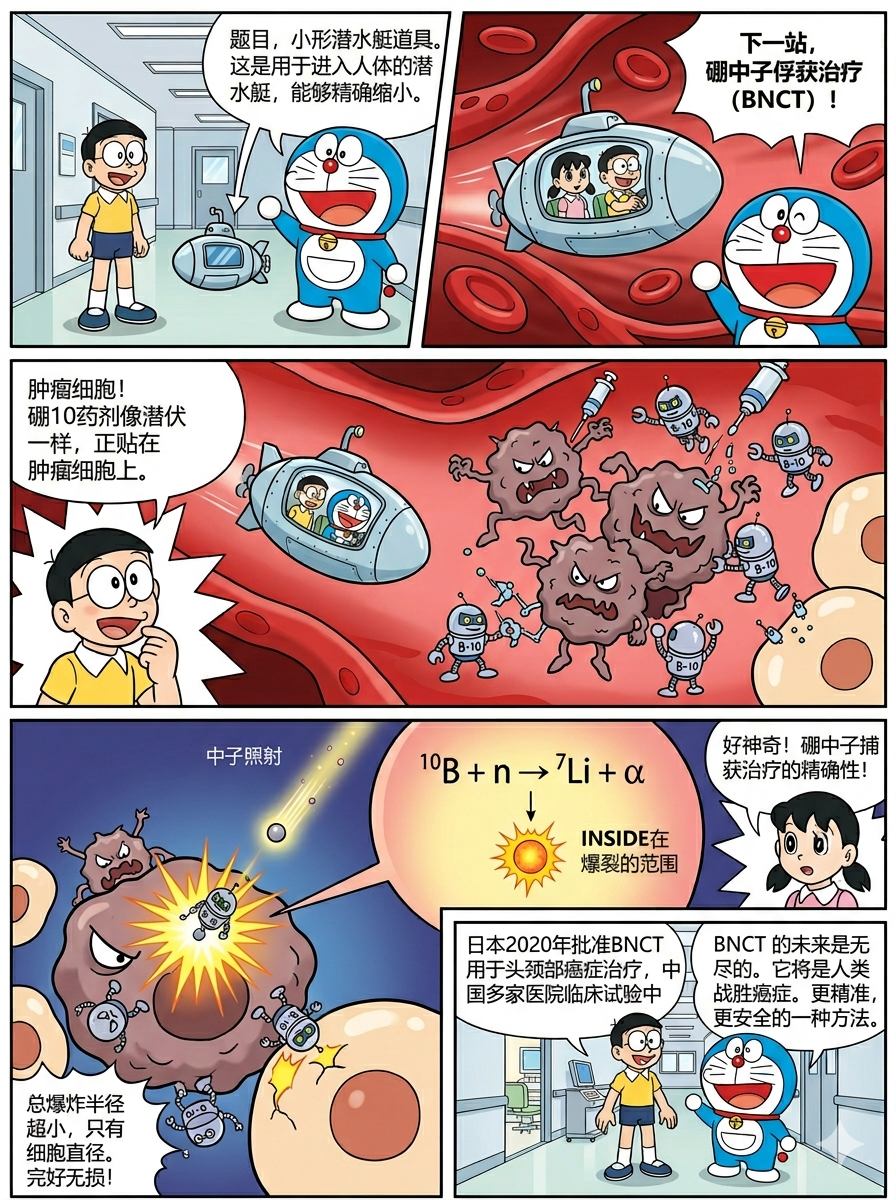 题目，小形潜水艇道具。
这是用于进入人体的潜
水艇，能够精确缩小。
下一站，
硼中子俘获治疗
（BNCT）！
肿瘤细胞！
硼10药剂像潜伏
一样，正贴在
肿瘤细胞上。
B-10
B-10
B-10
B-10
B-10
中子照射
¹⁰B + n → ⁷Li + α
INSIDE在
爆裂的范围
好神奇！硼中子捕
获治疗的精确性！
总爆炸半径
超小，只有
细胞直径。
完好无损！
日本2020年批准BNCT
用于头颈部癌症治疗，中
国多家医院临床试验中
BNCT 的未来是无
尽的。它将是人类
战胜癌症。更精准，
更安全的一种方法。